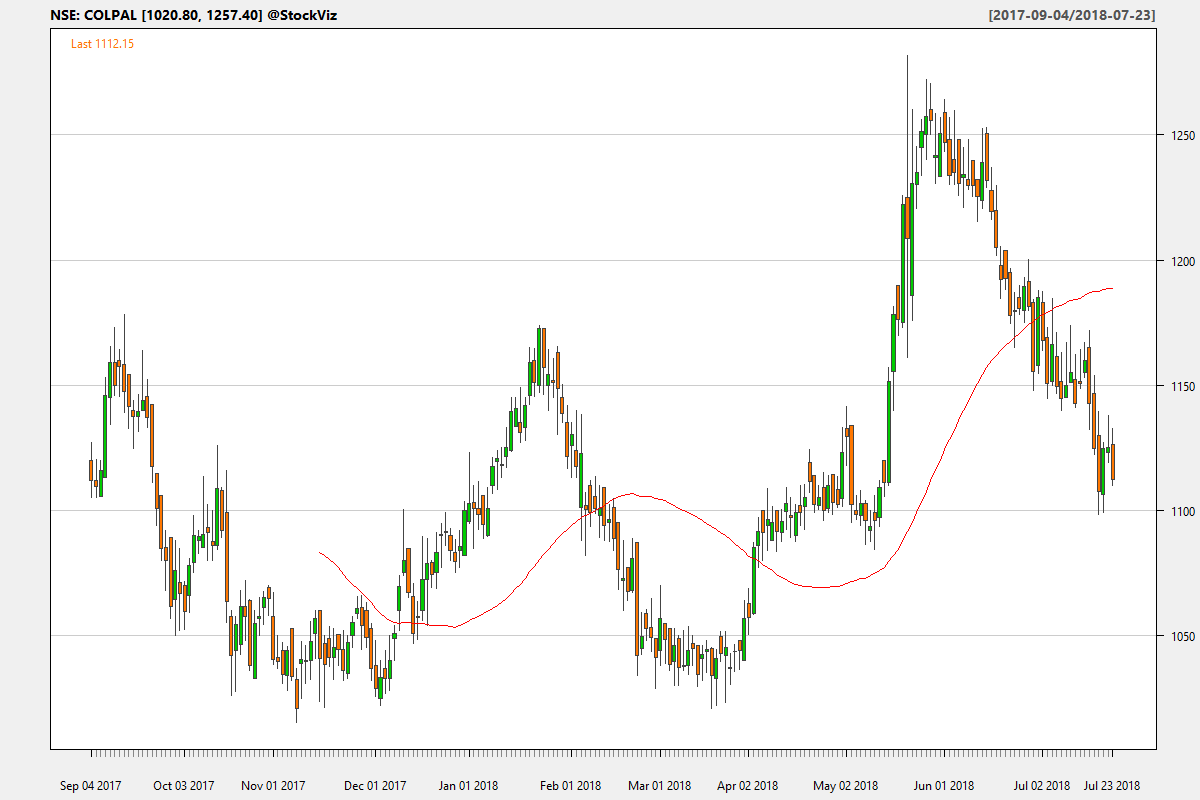 NSE: COLPAL [1020.80, 1257.40] @StockViz
[2017-09-04/2018-07-23]
Last 1112.15
1250
1200
1150
1100
1050
Sep 04 2017 Oct 03 2017 Nov 01 2017 Dec 01 2017 Jan 01 2018 Feb 01 2018 Mar 01 2018 Apr 02 2018 May 02 2018 Jun 01 2018 Jul 02 2018 Jul 23 2018